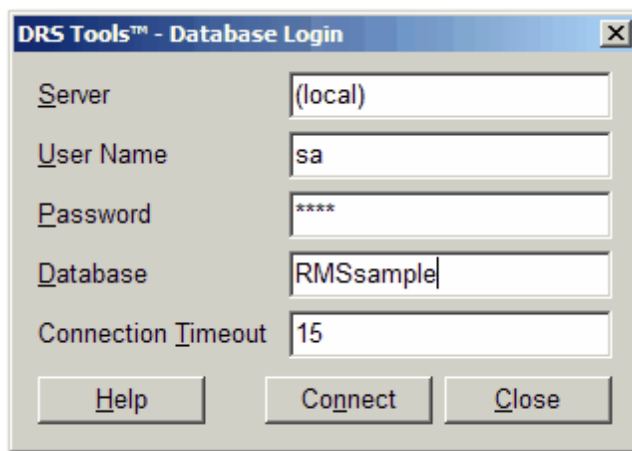 DRS Tools™ - Database Login
Server (local)
User Name sa
Password ****
Database RMSsample
Connection Timeout 15
Help Connect Close